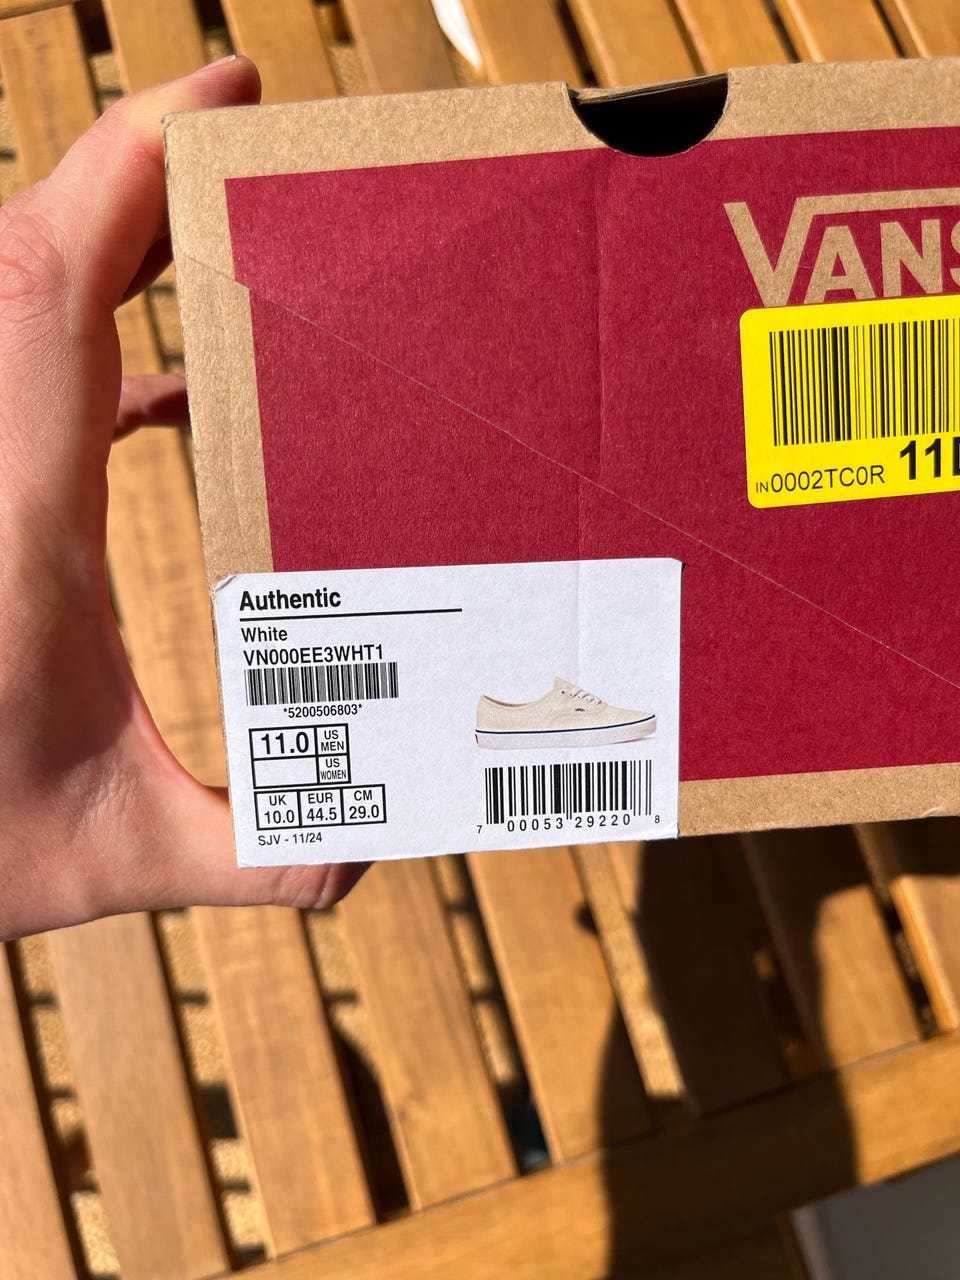 VANS
IN0002TC0R 11
Authentic
White
VN000EE3WHT1
*5200506803*
11.0 US MEN
US WOMEN
UK EUR CM
10.0 44.5 29.0
SJV - 11/24
7 00053 29220 8